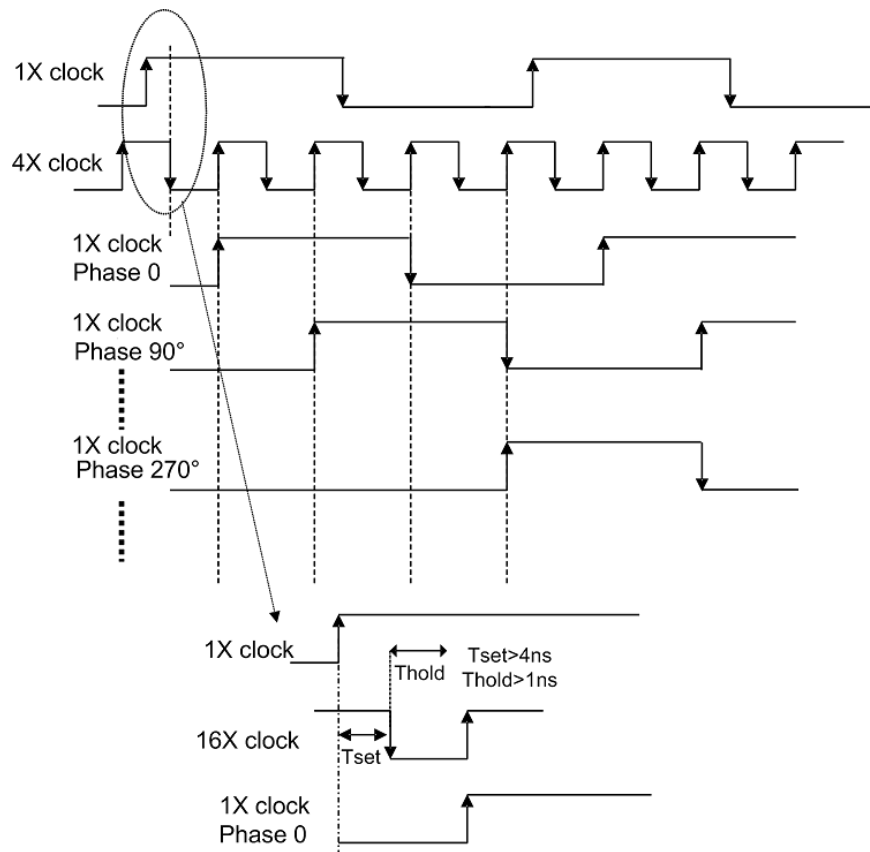 1X clock
4X clock
1X clock
Phase 0
1X clock
Phase 90°
1X clock
Phase 270°
1X clock
Thold
Tset>4ns
Thold>1ns
16X clock
Tset
1X clock
Phase 0